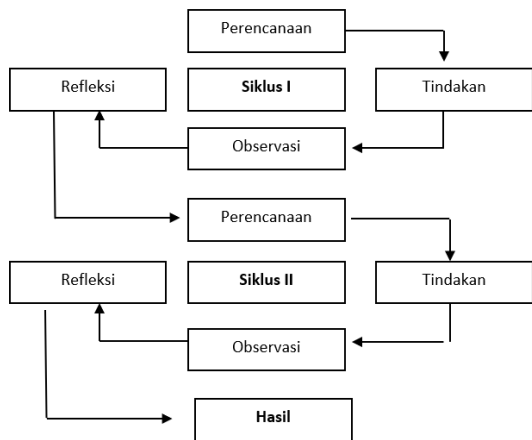 Perencanaan
Refleksi
Siklus I
Tindakan
Observasi
Perencanaan
Refleksi
Siklus II
Tindakan
Observasi
Hasil